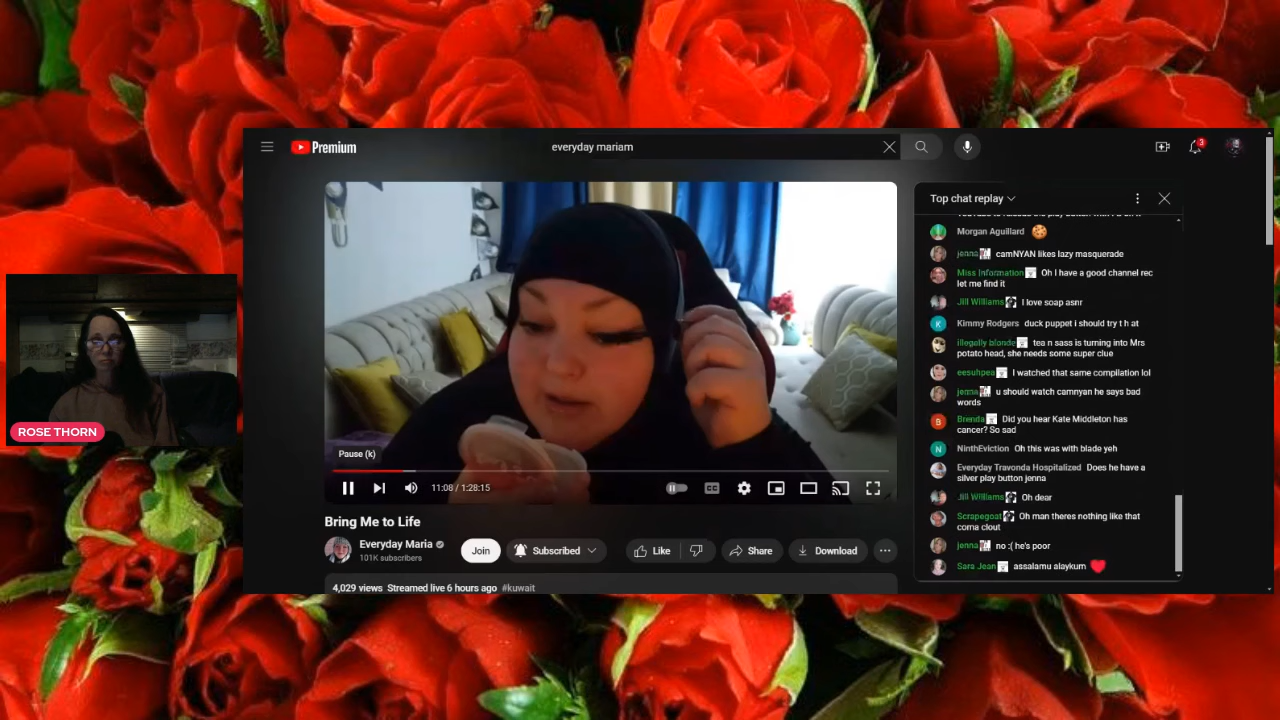 Premium
everyday mariam
3
Top chat replay
Morgan Aguillard
jenna camNYAN likes lazy masquerade
Miss Information Oh I have a good channel rec
let me find it
Jill Williams I love soap asnr
Kimmy Rodgers duck puppet i should try t h at
illegally blonde tea n sass is turning into Mrs
potato head, she needs some super clue
eesuhpea I watched that same compilation lol
jenna u should watch camnyan he says bad
words
Brenda Did you hear Kate Middleton has
cancer? So sad
NinthEviction Oh this was with blade yeh
Everyday Travonda Hospitalized Does he have a
silver play button jenna
Jill Williams Oh dear
Scrapegoat Oh man theres nothing like that
coma clout
jenna no :( he's poor
Sara Jean assalamu alaykum
ROSE THORN
Pause (k)
11:08 / 1:28:15
CC
Bring Me to Life
Everyday Maria
101K subscribers
Join
Subscribed
Like
Share
Download
4,029 views Streamed live 6 hours ago #kuwait